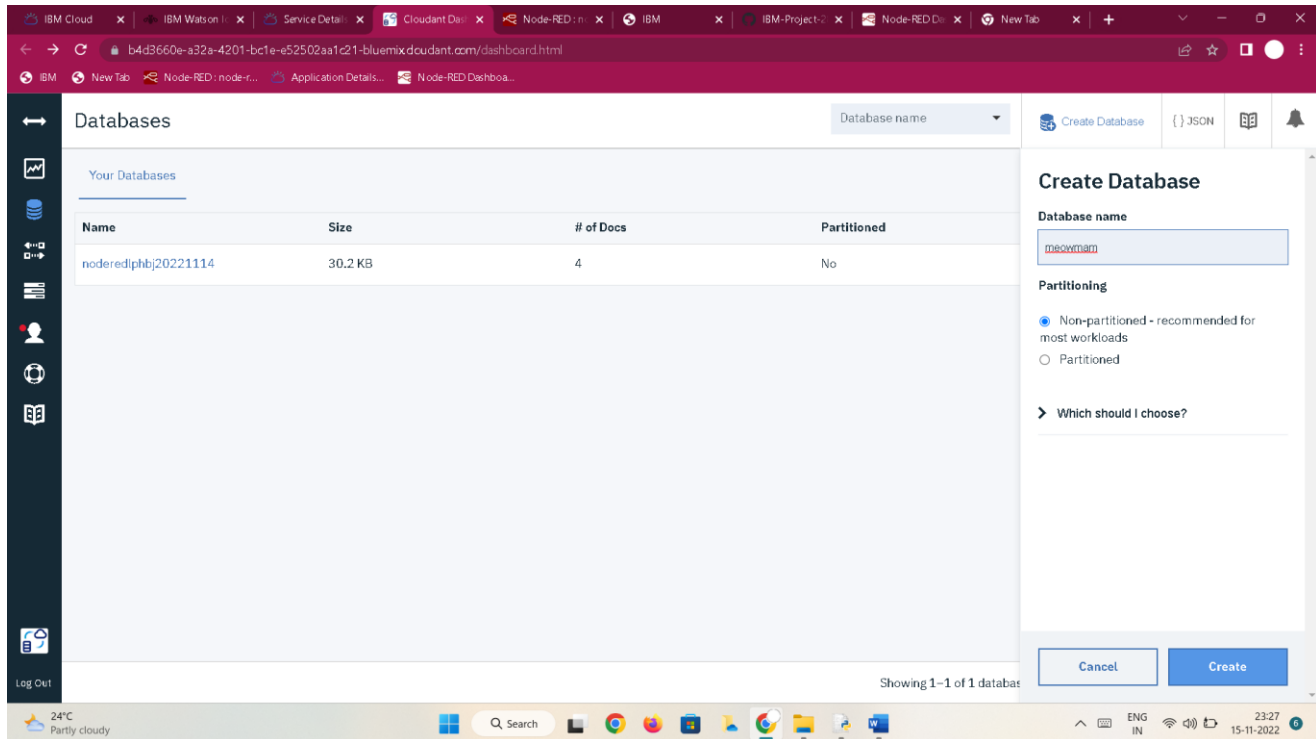 IBM Cloud
IBM Watson Io
Service Details
Cloudant Dash
Node-RED : no
IBM
IBM-Project-2
Node-RED Da
New Tab
b4d3660e-a32a-4201-bc1e-e52502aa1c21-bluemix.cloudant.com/dashboard.html
IBM
New Tab
Node-RED : node-r...
Application Details...
Node-RED Dashboa...
Databases
Database name
Create Database
{ } JSON
Your Databases
Name Size # of Docs Partitioned
noderedlphbj20221114 30.2 KB 4 No
Showing 1–1 of 1 databas
Create Database
Database name
meowmam
Partitioning
Non-partitioned - recommended for
most workloads
Partitioned
Which should I choose?
Cancel
Create
Log Out
24°C
Partly cloudy
Search
ENG
IN
23:27
15-11-2022
6